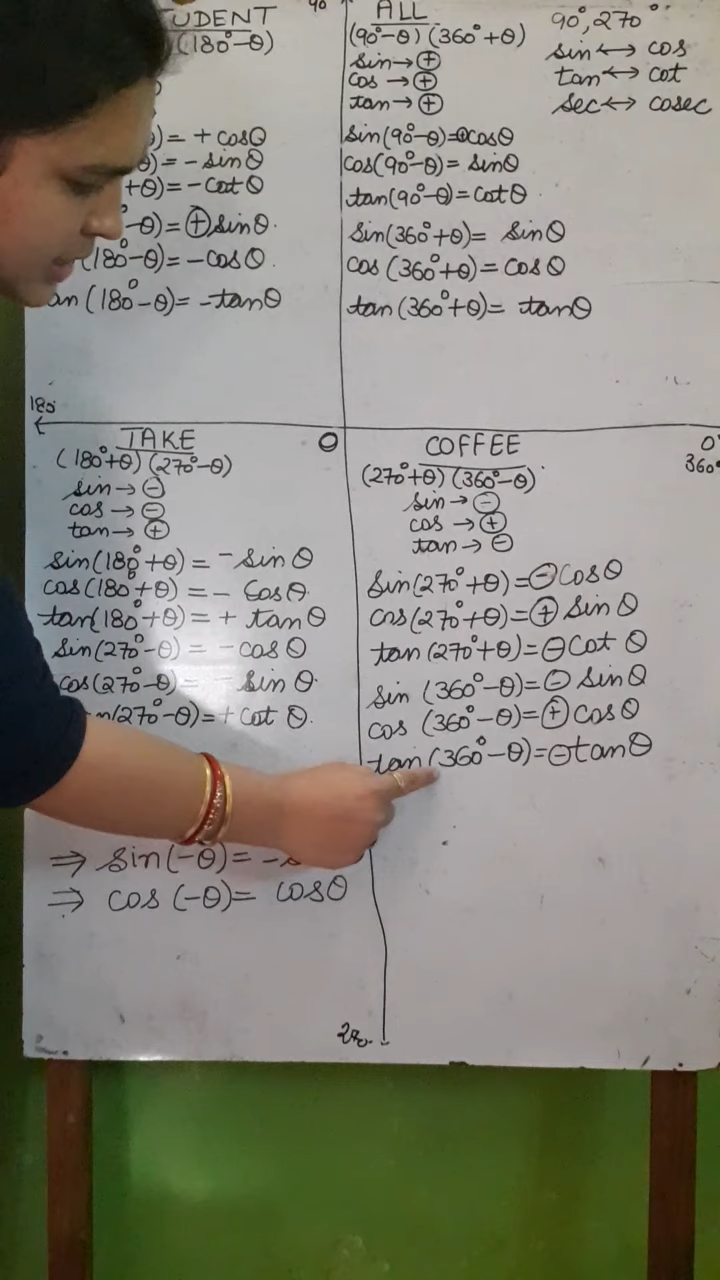 UDENT
(180°-θ)
)= + cosθ
θ)= - sinθ
+θ)= - cotθ
-θ)= ⊕sinθ.
(180°-θ)= -cosθ.
an(180°-θ)= -tanθ
90
ALL
(90°-θ) (360°+θ)
sin→⊕
cos→⊕
tan→⊕
sin(90°-θ)=⊕cosθ
cos(90°-θ)= sinθ
tan(90°-θ)=cotθ
sin(360°+θ)= sinθ
cos(360°+θ)=cosθ
tan(360°+θ)= tanθ
90°,270°
sin↔cos
tan↔cot
sec↔cosec
180°
TAKE
(180°+θ)(270°-θ)
sin→⊖
cos→⊖
tan→⊕
sin(180°+θ)= -sinθ
cos(180°+θ)= - cosθ.
tan(180°+θ)= + tanθ
sin(270°-θ)= -cosθ
cos(270°-θ)= - sinθ.
n(270°-θ)=+cotθ.
⇒ sin(-θ)= -s
⇒ cos(-θ)= cosθ
O
COFFEE
0°
360°
(270°+θ)(360°-θ)
sin→⊖
cos→⊕
tan→⊖
sin(270°+θ)=⊖cosθ
cos(270°+θ)=⊕sinθ
tan(270°+θ)=⊖cotθ
sin(360°-θ)=⊖sinθ
cos(360°-θ)=⊕cosθ
tan(360°-θ)=⊖tanθ
270.